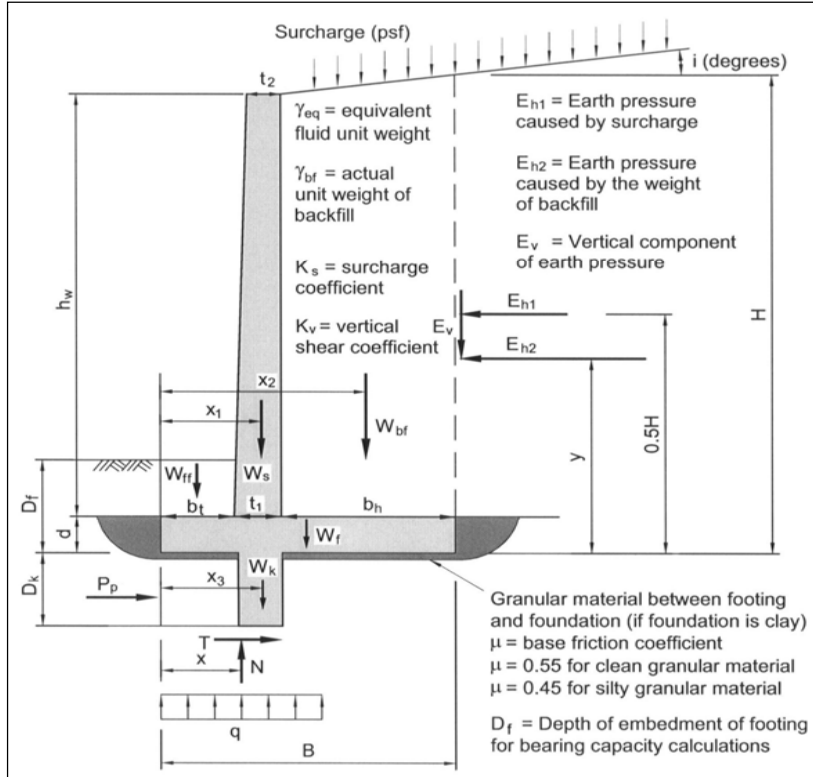 Surcharge (psf)
i (degrees)
t2
γeq = equivalent
fluid unit weight
γbf = actual
unit weight of
backfill
Ks = surcharge
coefficient
Kv = vertical
shear coefficient
Eh1 = Earth pressure
caused by surcharge
Eh2 = Earth pressure
caused by the weight
of backfill
Ev = Vertical component
of earth pressure
hw
H
Ev
Eh1
Eh2
x2
x1
Wbf
0.5H
y
Wff
Ws
Df
bt
t1
bh
d
Wf
Dk
x3
Wk
Pp
T
x
N
q
B
Granular material between footing
and foundation (if foundation is clay)
μ = base friction coefficient
μ = 0.55 for clean granular material
μ = 0.45 for silty granular material
Df = Depth of embedment of footing
for bearing capacity calculations